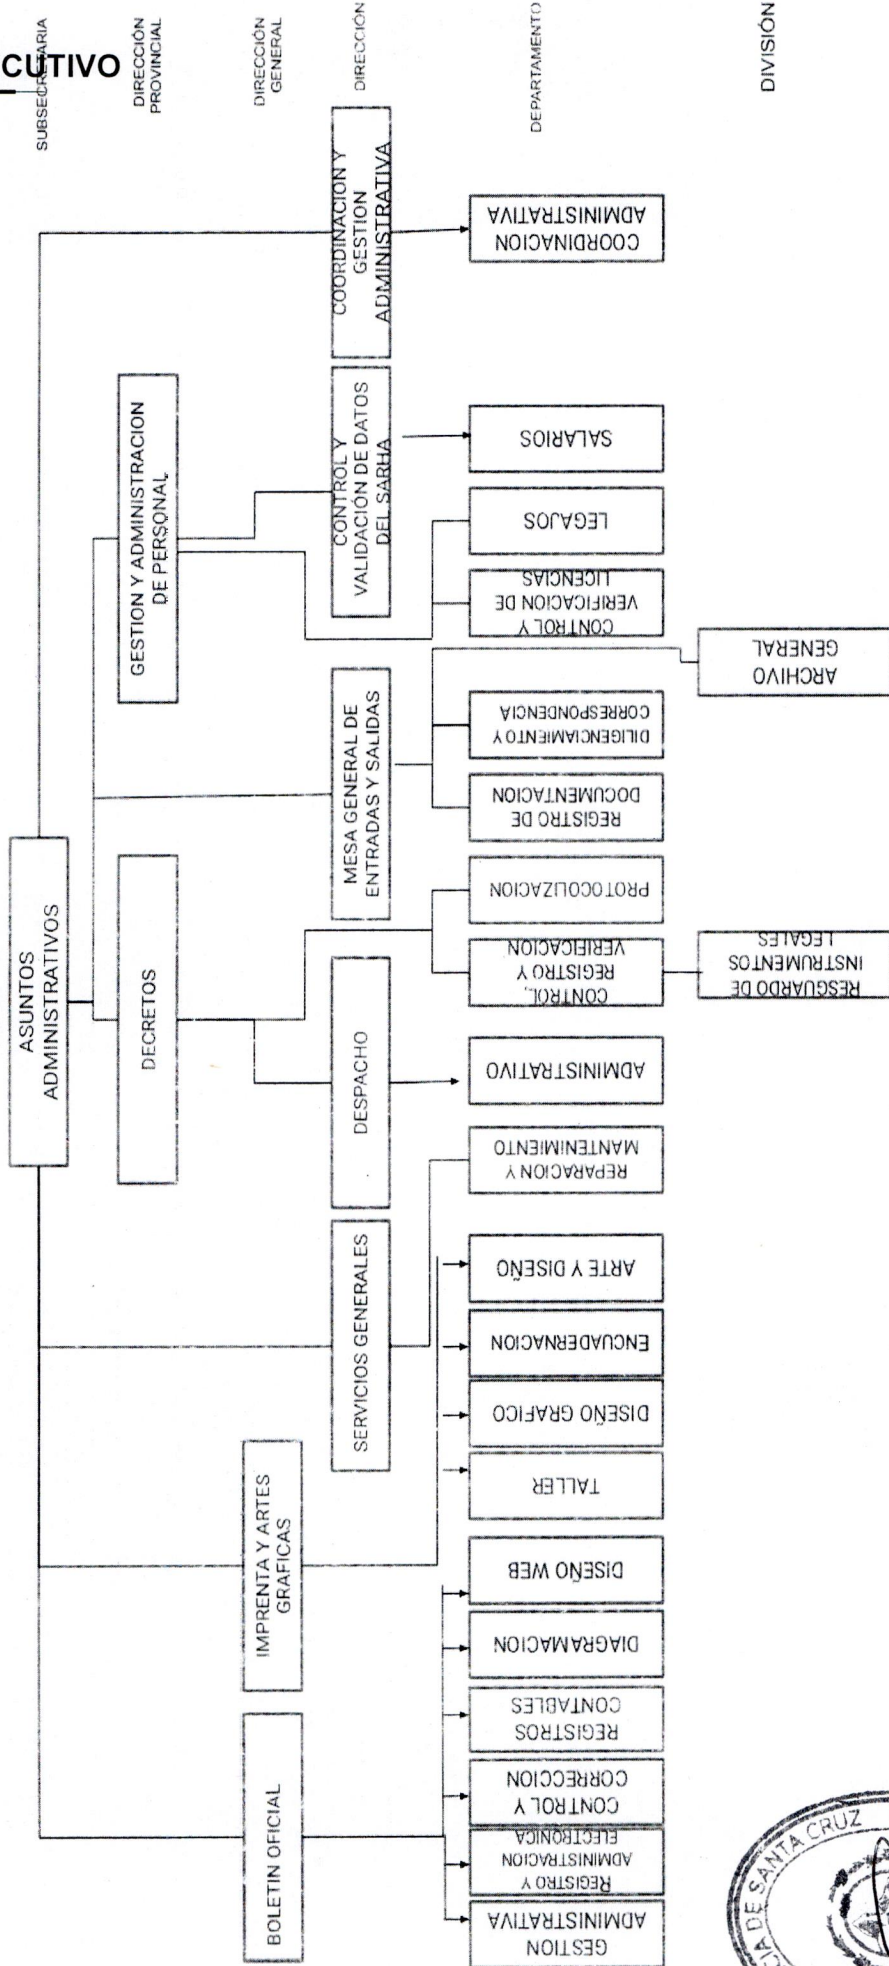 CUTIVO
SUBSECRETARIA
DIRECCIÓN
PROVINCIAL
DIRECCIÓN
GENERAL
DIRECCIÓN
DEPARTAMENTO
DIVISIÓN
ASUNTOS
ADMINISTRATIVOS
GESTION Y ADMINISTRACION
DE PERSONAL
DECRETOS
IMPRENTA Y ARTES
GRAFICAS
BOLETIN OFICIAL
COORDINACION Y
GESTION
ADMINISTRATIVA
CONTROL Y
VALIDACIÓN DE DATOS
DEL SARHA
MESA GENERAL DE
ENTRADAS Y SALIDAS
DESPACHO
SERVICIOS GENERALES
COORDINACION
ADMINISTRATIVA
SALARIOS
LEGAJOS
CONTROL Y
VERIFICACION DE
LICENCIAS
DILIGENCIAMIENTO Y
CORRESPONDENCIA
REGISTRO DE
DOCUMENTACION
PROTOCOLIZACION
CONTROL,
REGISTRO Y
VERIFICACION
ADMINISTRATIVO
REPARACION Y
MANTENIMIENTO
ARTE Y DISEÑO
ENCUADERNACION
DISEÑO GRAFICO
TALLER
DISEÑO WEB
DIAGRAMACION
REGISTROS
CONTABLES
CONTROL Y
CORRECCION
REGISTRO Y
ADMINISTRACION
ELECTRONICA
GESTION
ADMINISTRATIVA
ARCHIVO
GENERAL
RESGUARDO DE
INSTRUMENTOS
LEGALES
CIA DE SANTA CRUZ